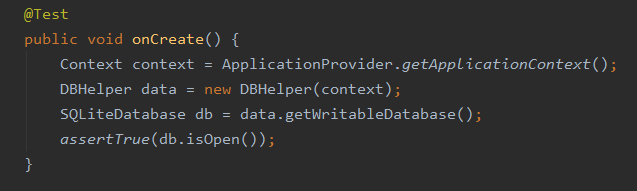 @Test
public void onCreate() {
Context context = ApplicationProvider.getApplicationContext();
DBHelper data = new DBHelper(context);
SQLiteDatabase db = data.getWritableDatabase();
assertTrue(db.isOpen());
}